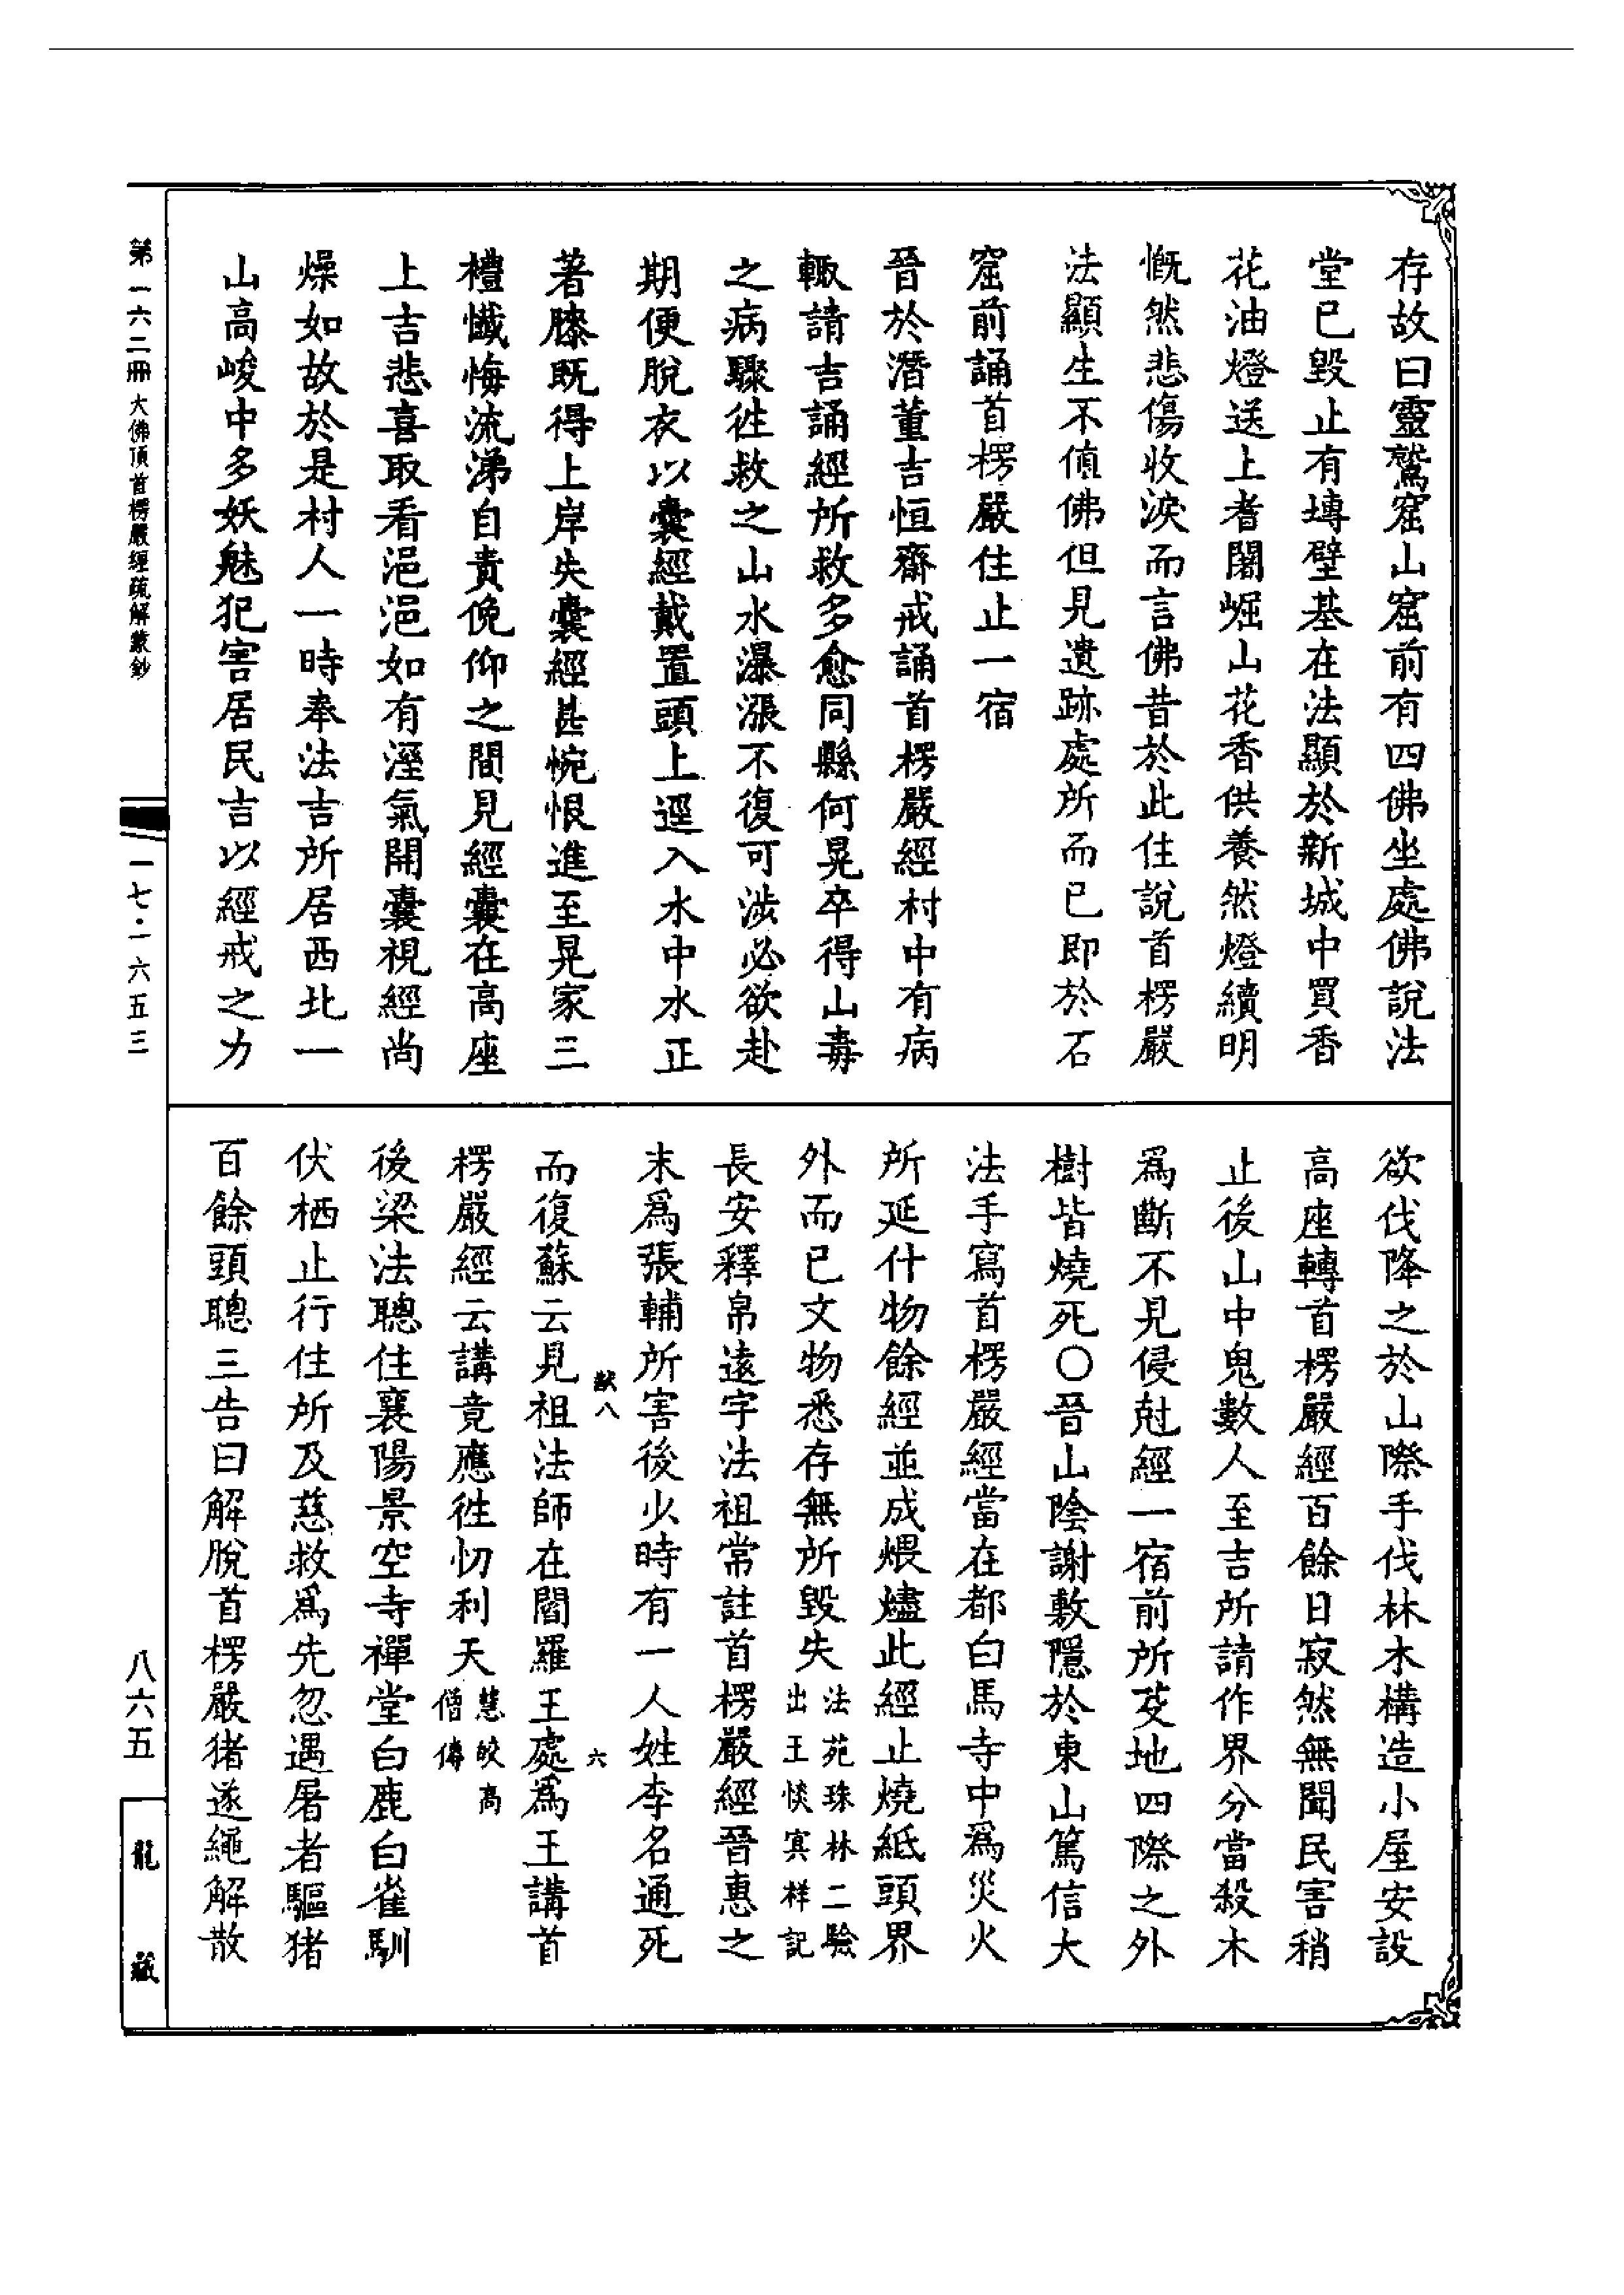 存故曰靈鷲窟山窟前有四佛坐處佛說法
堂已毀止有塼壁基在法顯於新城中買香
花油燈送上耆闍崛山花香供養然燈續明
慨然悲傷收淚而言佛昔於此住說首楞嚴
法顯生不值佛但見遺跡處所而已即於石
窟前誦首楞嚴住止一宿
晉於潛董吉恒齋戒誦首楞嚴經村中有病
輙請吉誦經所救多愈同縣何晃卒得山毒
之病驟徃救之山水瀑漲不復可涉必欲赴
期便脫衣以囊經戴置頭上逕入水中水正
著膝既得上岸失囊經甚惋恨進至晃家三
禮懺悔流涕自責俛仰之間見經囊在高座
上吉悲喜取看浥浥如有溼氣開囊視經尚
燥如故於是村人一時奉法吉所居西北一
山高峻中多妖魅犯害居民吉以經戒之力
欲伐降之於山際手伐林木構造小屋安設
高座轉首楞嚴經百餘日寂然無聞民害稍
止後山中鬼數人至吉所請作界分當殺木
爲斷不見侵尅經一宿前所芟地四際之外
樹皆燒死〇晉山陰謝敷隱於東山篤信大
法手寫首楞嚴經當在都白馬寺中爲災火
所延什物餘經並成煨燼此經止燒紙頭界
外而已文物悉存無所毀失法苑珠林二驗出王惔寘祥記
長安釋帛遠字法祖常註首楞嚴經晉惠之
末爲張輔所害後少時有一人姓李名通死
猷八 六
而復蘇云見祖法師在閻羅王處爲王講首
楞嚴經云講竟應徃忉利天慧皎高僧傳
後梁法聰住襄陽景空寺禪堂白鹿白雀馴
伏栖止行住所及慈救爲先忽遇屠者驅猪
百餘頭聰三告曰解脫首楞嚴猪遂繩解散
第一六二冊 大佛頂首楞嚴經疏解蒙鈔
一七·一六五三
八六五
龍藏